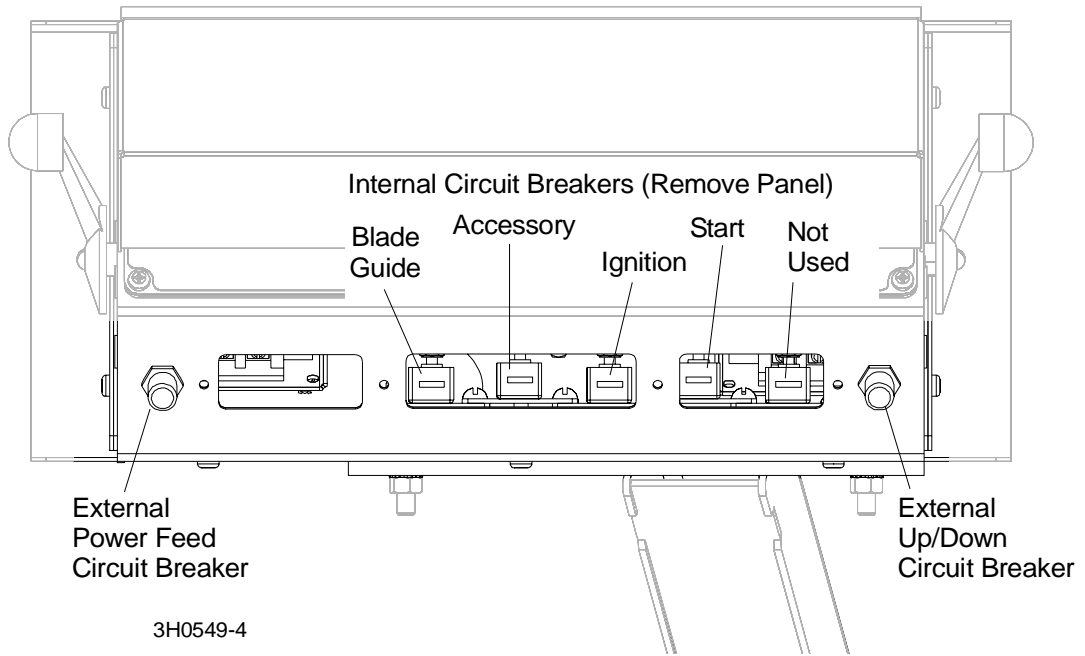 Internal Circuit Breakers (Remove Panel)
Blade
Guide
Accessory
Ignition
Start
Not
Used
External
Power Feed
Circuit Breaker
External
Up/Down
Circuit Breaker
3H0549-4